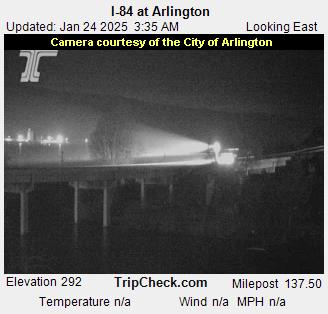 I-84 at Arlington
Updated: Jan 24 2025 3:35 AM Looking East
Camera courtesy of the City of Arlington
Elevation 292 TripCheck.com Milepost 137.50
Temperature n/a Wind n/a MPH n/a